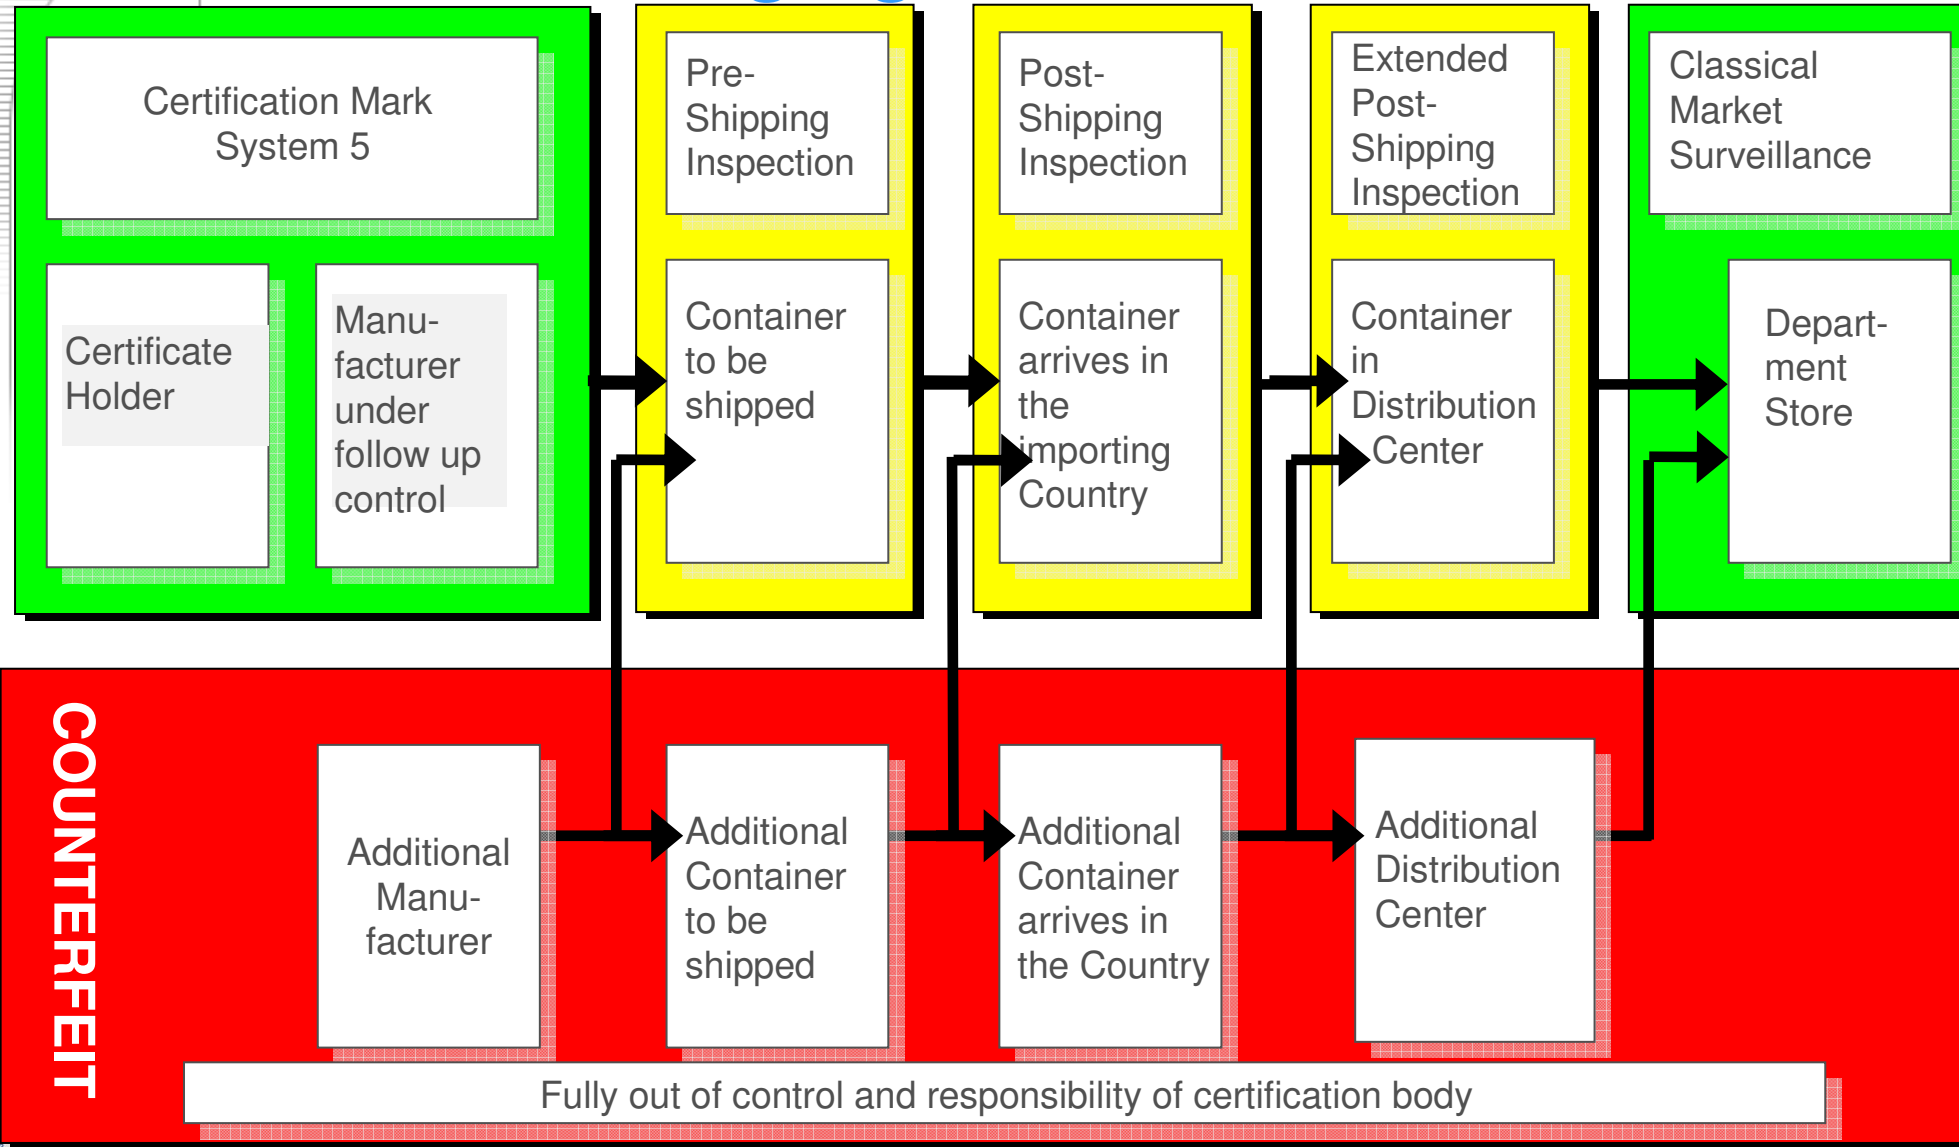 Certification Mark
System 5
Pre-
Shipping
Inspection
Post-
Shipping
Inspection
Extended
Post-
Shipping
Inspection
Classical
Market
Surveillance
Certificate
Holder
Manu-
facturer
under
follow up
control
Container
to be
shipped
Container
arrives in
the
importing
Country
Container
in
Distribution
Center
Depart-
ment
Store
COUNTERFEIT
Additional
Manu-
facturer
Additional
Container
to be
shipped
Additional
Container
arrives in
the Country
Additional
Distribution
Center
Fully out of control and responsibility of certification body